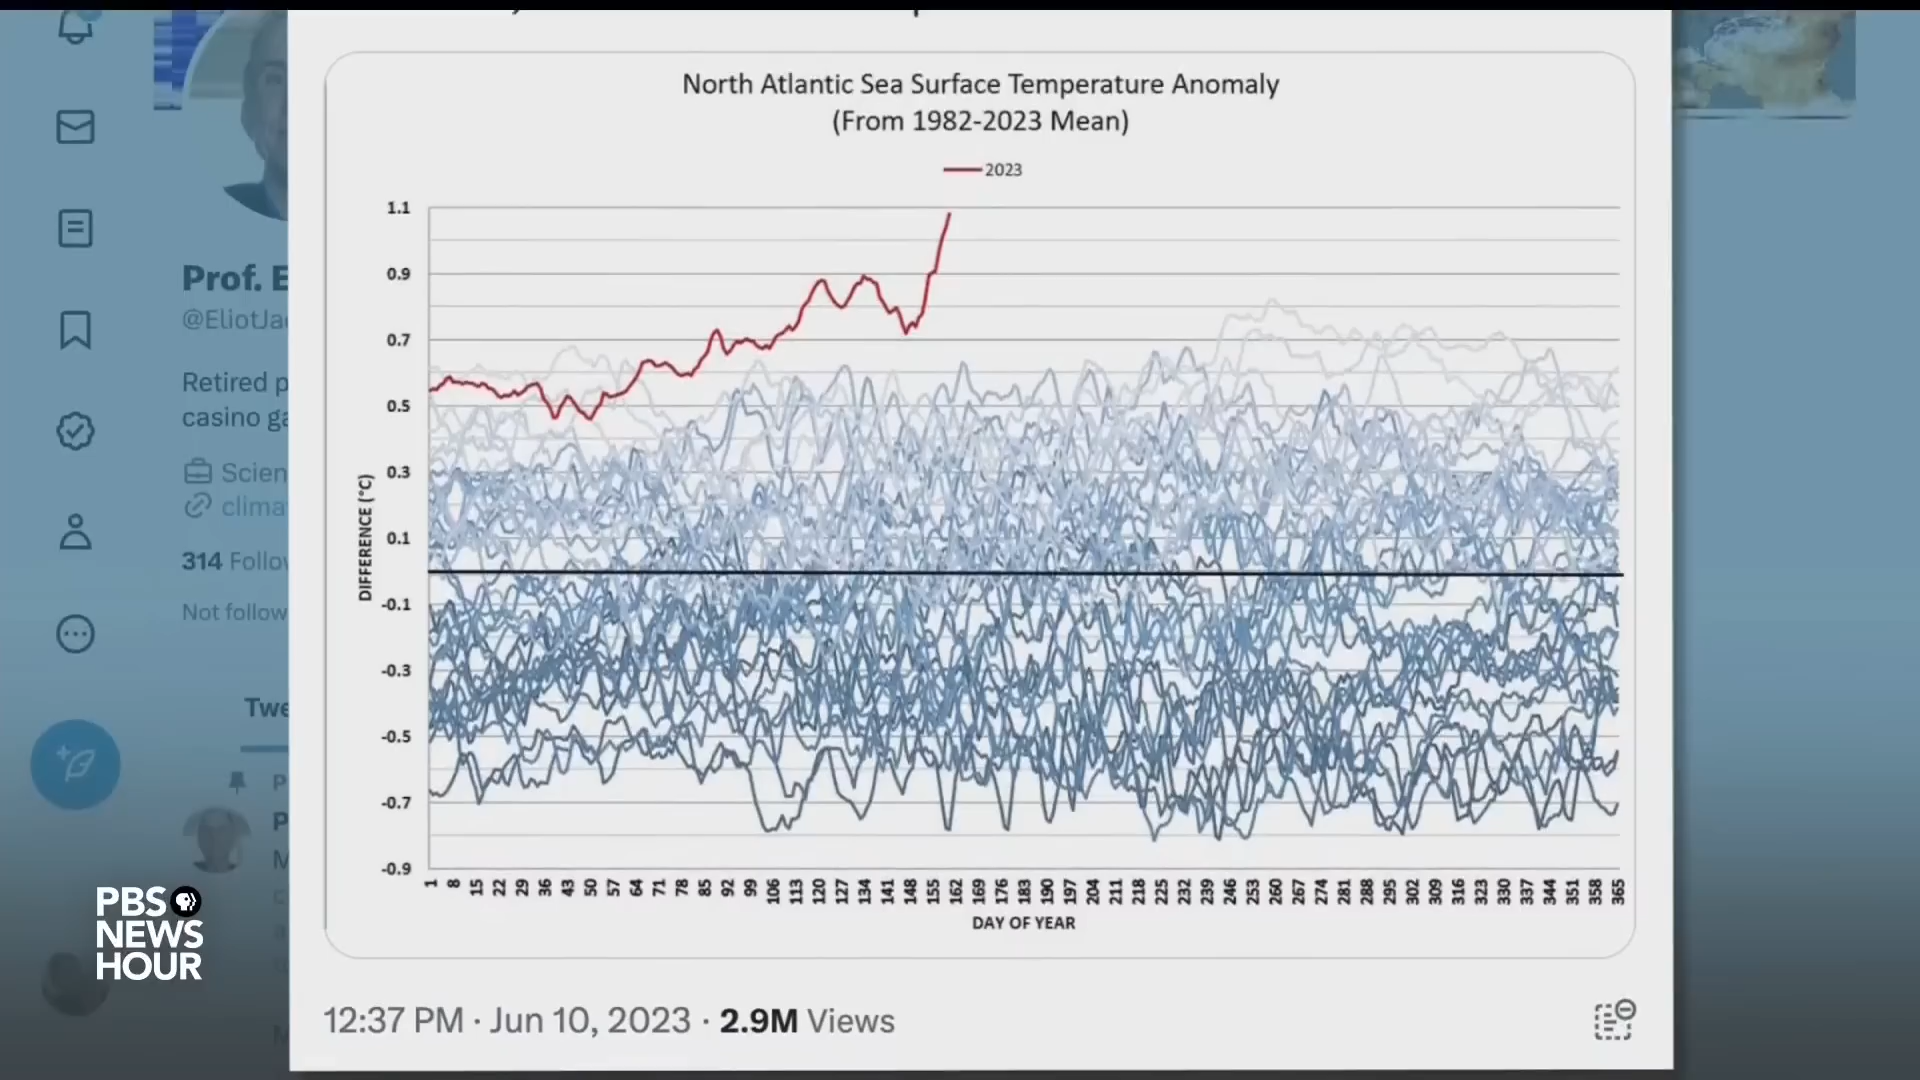 North Atlantic Sea Surface Temperature Anomaly
(From 1982-2023 Mean)
2023
1.1
0.9
0.7
0.5
0.3
0.1
-0.1
-0.3
-0.5
-0.7
-0.9
DIFFERENCE (°C)
1 8 15 22 29 36 43 50 57 64 71 78 85 92 99 106 113 120 127 134 141 148 155 162 169 176 183 190 197 204 211 218 225 232 239 246 253 260 267 274 281 288 295 302 309 316 323 330 337 344 351 358 365
DAY OF YEAR
12:37 PM · Jun 10, 2023 · 2.9M Views
Prof. E
@EliotJa
Retired p
casino ga
Scien
clima
314 Follo
Not follow
Twe
P
P
M
PBS
NEWS
HOUR